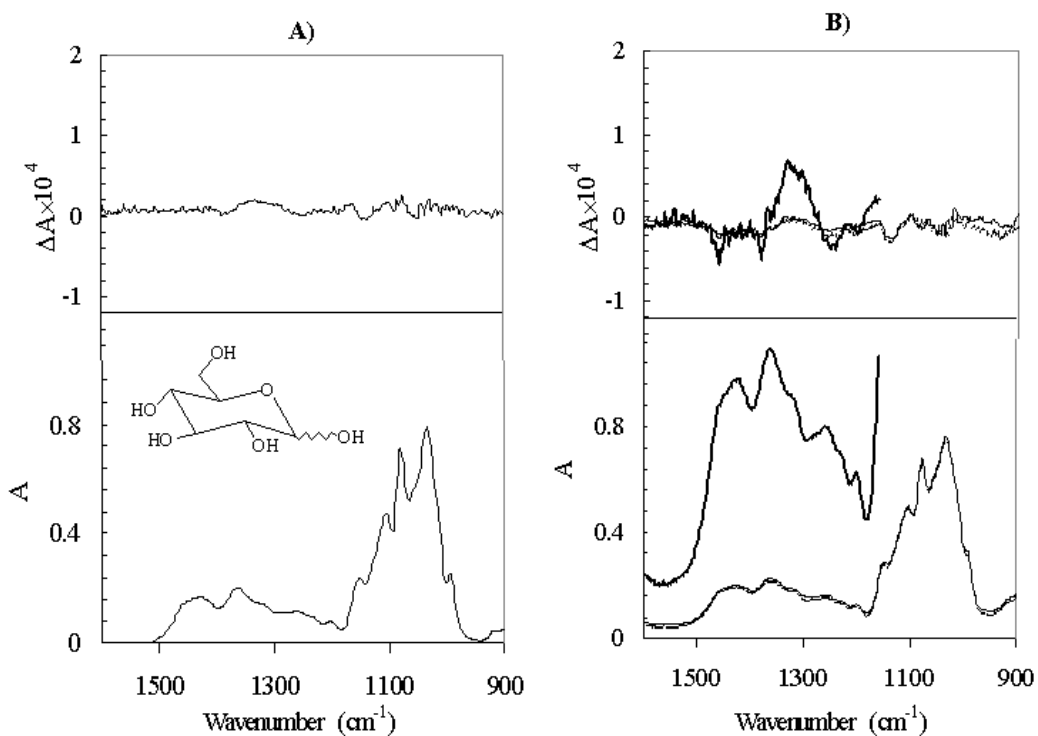 A)
2
1
0
-1
ΔA×10⁴
OH
O
HO
HO
OH
OH
0.8
0.4
0
A
1500 1300 1100 900
Wavenumber (cm⁻¹)
B)
2
1
0
-1
ΔA×10⁴
0.8
0.4
0
A
1500 1300 1100 900
Wavenumber (cm⁻¹)